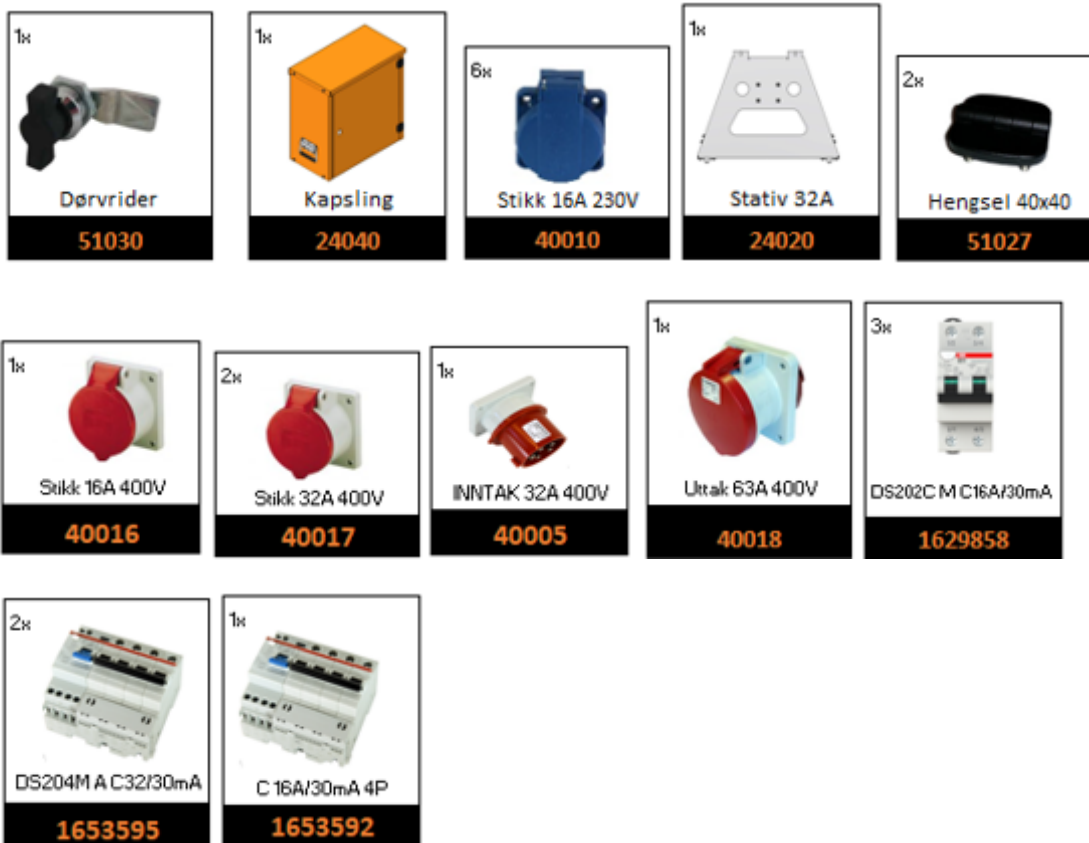 1x
Dørvrider
51030
1x
Kapsling
24040
6x
Stikk 16A 230V
40010
1x
Stativ 32A
24020
2x
Hengsel 40x40
51027
1x
Stikk 16A 400V
40016
2x
Stikk 32A 400V
40017
1x
INNTAK 32A 400V
40005
1x
Uttak 63A 400V
40018
3x
DS202C M C16A/30mA
1629858
2x
DS204M A C32/30mA
1653595
1x
C 16A/30mA 4P
1653592